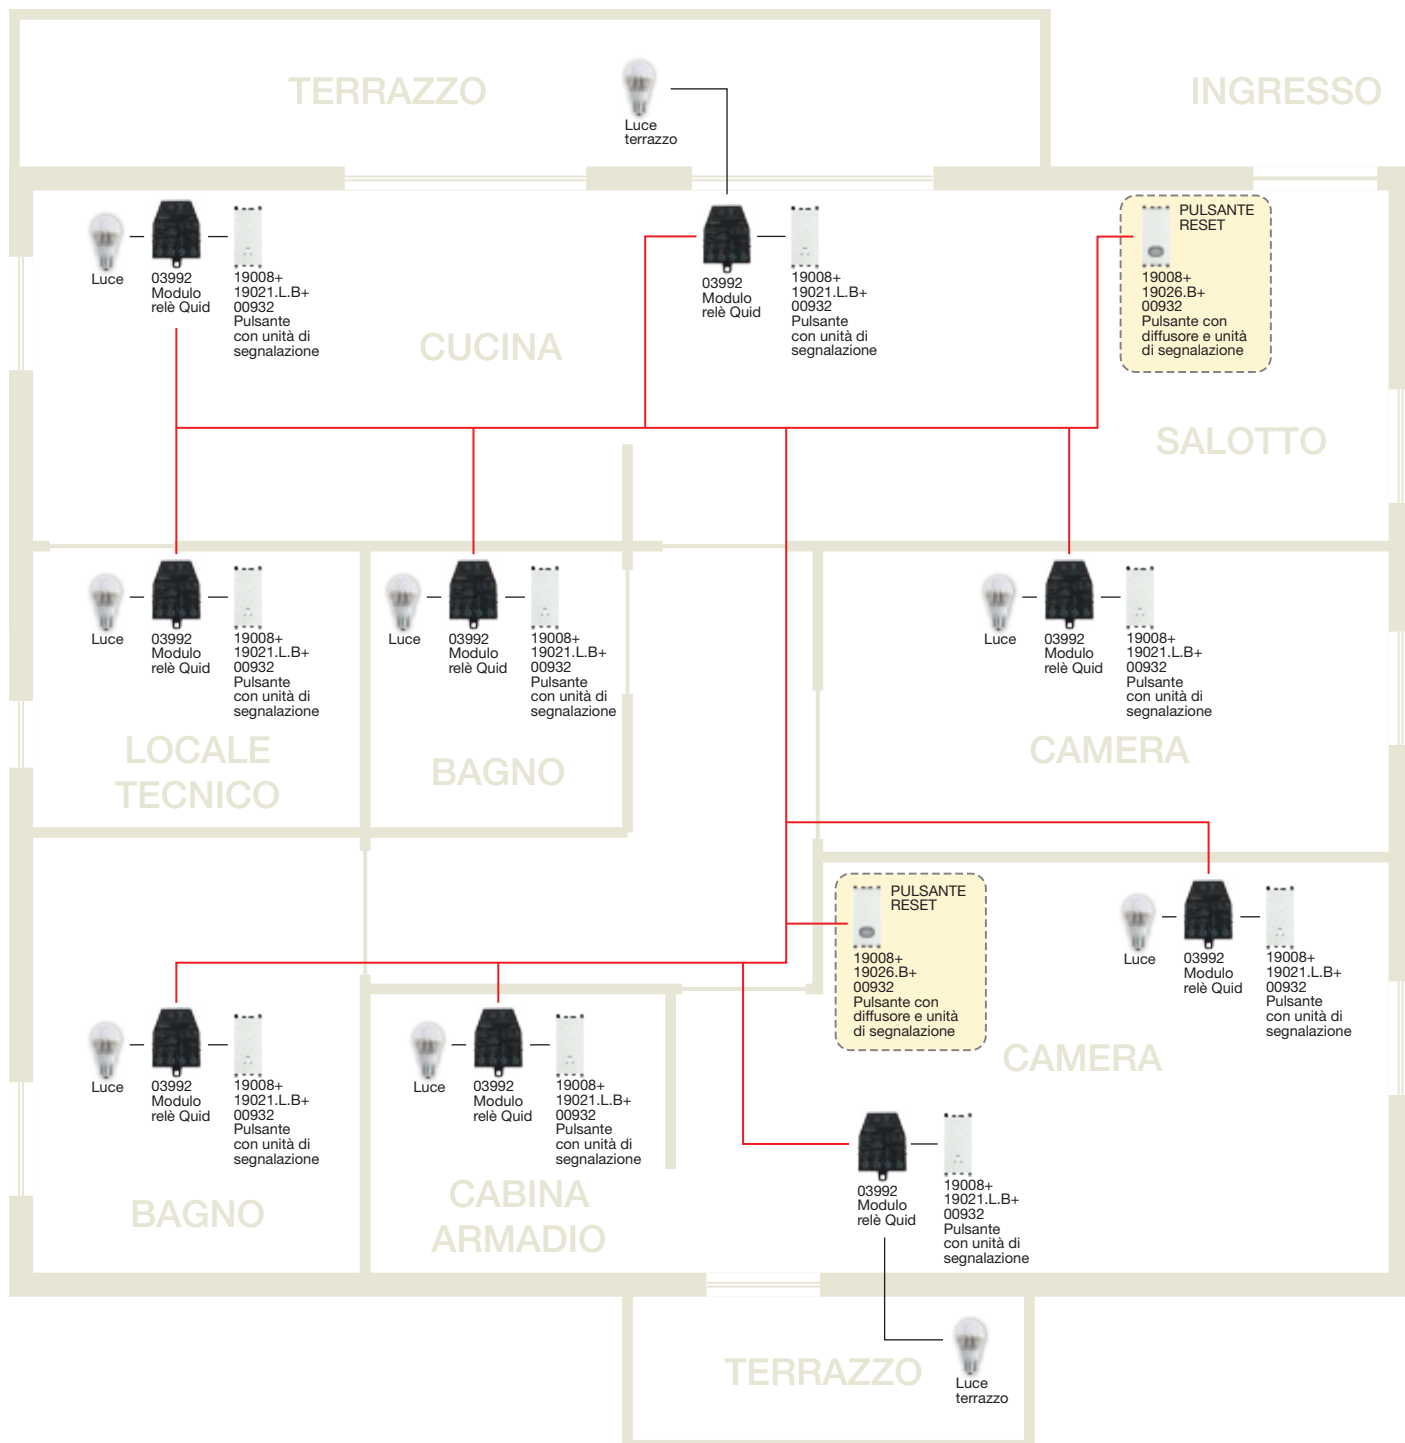 TERRAZZO
INGRESSO
Luce
terrazzo
Luce
03992
Modulo
relè Quid
19008+
19021.L.B+
00932
Pulsante
con unità di
segnalazione
03992
Modulo
relè Quid
19008+
19021.L.B+
00932
Pulsante
con unità di
segnalazione
PULSANTE
RESET
19008+
19026.B+
00932
Pulsante con
diffusore e unità
di segnalazione
CUCINA
SALOTTO
Luce
03992
Modulo
relè Quid
19008+
19021.L.B+
00932
Pulsante
con unità di
segnalazione
Luce
03992
Modulo
relè Quid
19008+
19021.L.B+
00932
Pulsante
con unità di
segnalazione
Luce
03992
Modulo
relè Quid
19008+
19021.L.B+
00932
Pulsante
con unità di
segnalazione
LOCALE
TECNICO
BAGNO
CAMERA
PULSANTE
RESET
19008+
19026.B+
00932
Pulsante con
diffusore e unità
di segnalazione
Luce
03992
Modulo
relè Quid
19008+
19021.L.B+
00932
Pulsante
con unità di
segnalazione
CAMERA
Luce
03992
Modulo
relè Quid
19008+
19021.L.B+
00932
Pulsante
con unità di
segnalazione
Luce
03992
Modulo
relè Quid
19008+
19021.L.B+
00932
Pulsante
con unità di
segnalazione
BAGNO
CABINA
ARMADIO
03992
Modulo
relè Quid
19008+
19021.L.B+
00932
Pulsante
con unità di
segnalazione
TERRAZZO
Luce
terrazzo